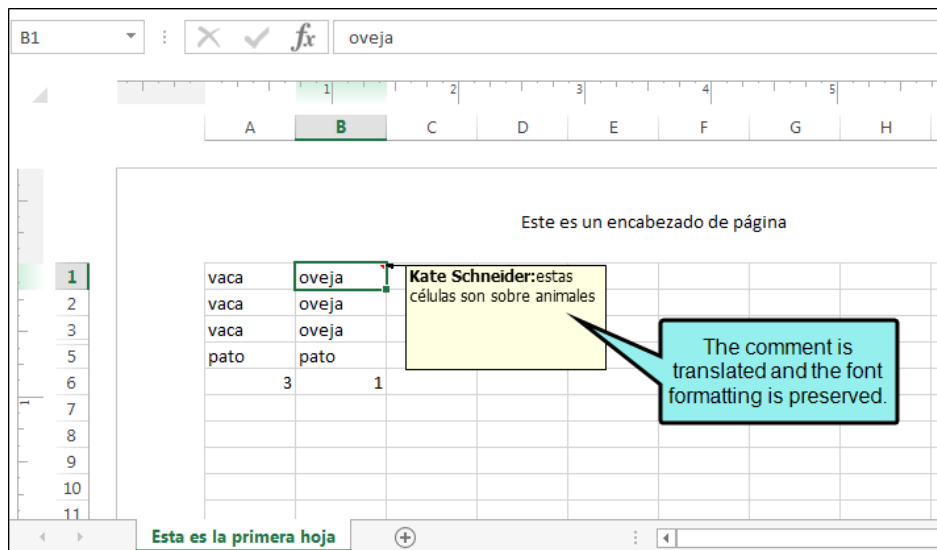 B1 fx oveja
1 2 3 4 5
A B C D E F G H
Este es un encabezado de página
1 vaca oveja
2 vaca oveja
3 vaca oveja
5 pato pato
6 3 1
7
8
9
10
11
Kate Schneider:estas
células son sobre animales
The comment is
translated and the font
formatting is preserved.
1
Esta es la primera hoja